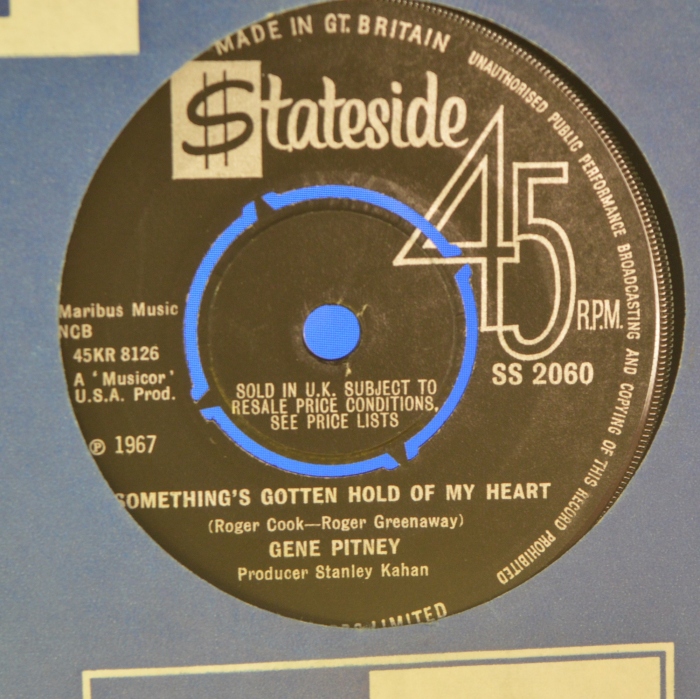 MADE IN GT. BRITAIN
UNAUTHORISED PUBLIC PERFORMANCE BROADCASTING AND COPYING OF THIS RECORD PROHIBITED
$tateside
45
R.P.M.
SS 2060
Maribus Music
NCB
45KR 8126
A 'Musicor'
U.S.A. Prod.
℗ 1967
SOLD IN U.K. SUBJECT TO
RESALE PRICE CONDITIONS,
SEE PRICE LISTS
SOMETHING'S GOTTEN HOLD OF MY HEART
(Roger Cook—Roger Greenaway)
GENE PITNEY
Producer Stanley Kahan
LIMITED